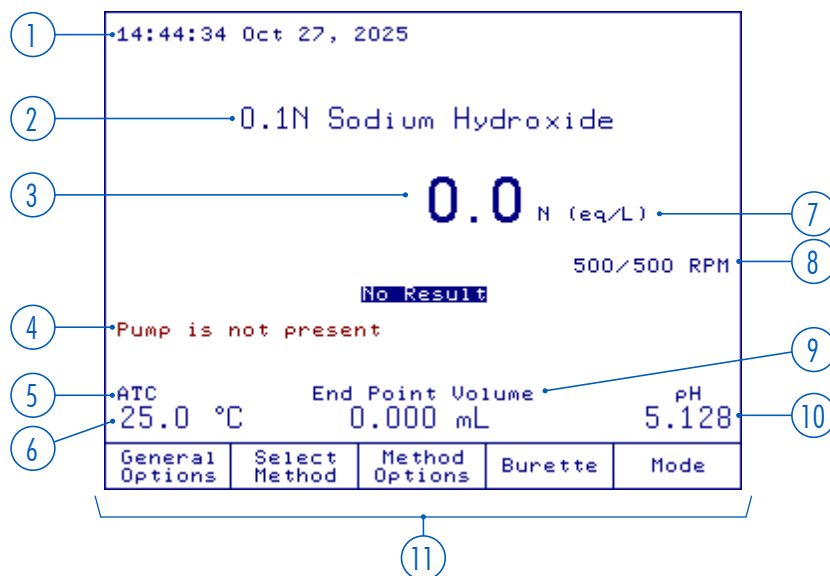 1
14:44:34 Oct 27, 2025
2
0.1N Sodium Hydroxide
3
0.0 N (eq/L)
7
500/500 RPM
8
No Result
4
Pump is not present
9
5
ATC End Point Volume pH
25.0 °C 0.000 mL 5.128
10
6
General Options
Select Method
Method Options
Burette
Mode
11